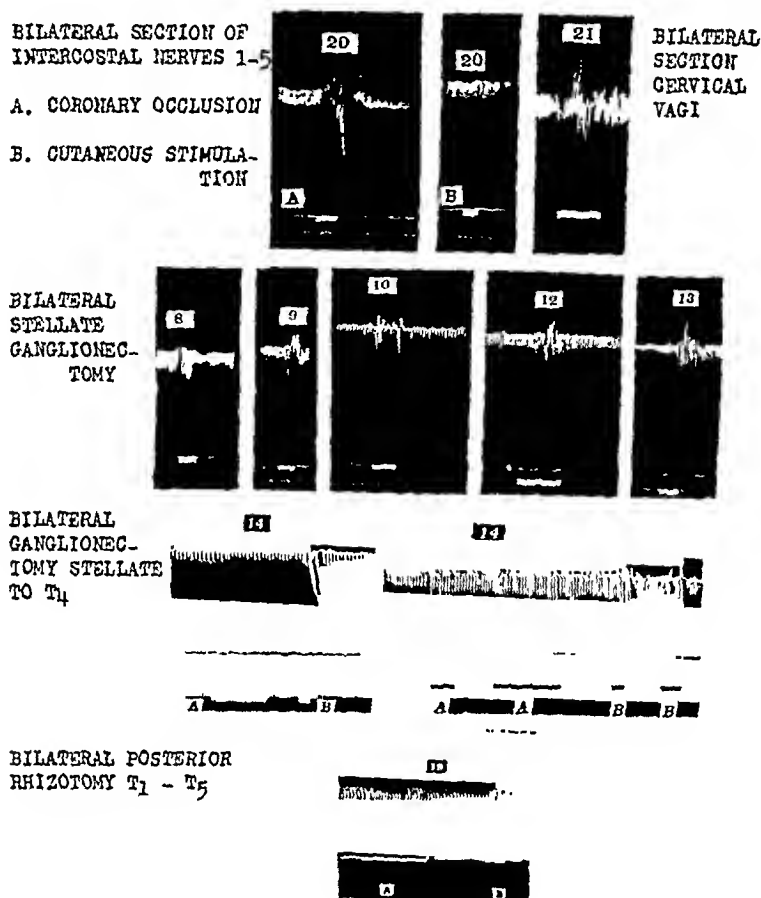 BILATERAL SECTION OF
INTERCOSTAL NERVES 1-5
A. CORONARY OCCLUSION
B. CUTANEOUS STIMULA-
TION
20
A
20
B
21
BILATERAL
SECTION
CERVICAL
VAGI
BILATERAL
STELLATE
GANGLIONEC-
TOMY
8
9
10
12
13
BILATERAL
GANGLIONEC-
TOMY STELLATE
TO T4
14
14
A
B
A
A
B
B
BILATERAL POSTERIOR
RHIZOTOMY T1 - T5
A